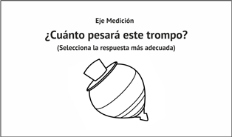 Eje Medición
¿Cuánto pesará este trompo?
(Selecciona la respuesta más adecuada)